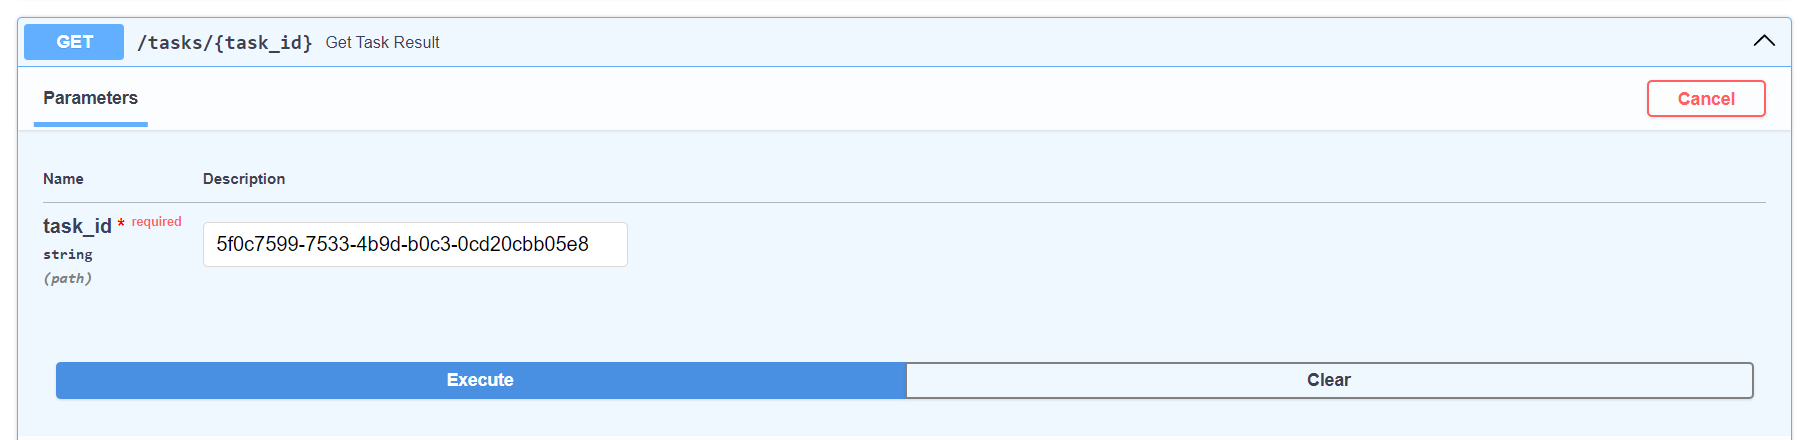 GET /tasks/{task_id} Get Task Result
Parameters
Cancel
Name Description
task_id * required
string
(path)
5f0c7599-7533-4b9d-b0c3-0cd20cbb05e8
Execute Clear